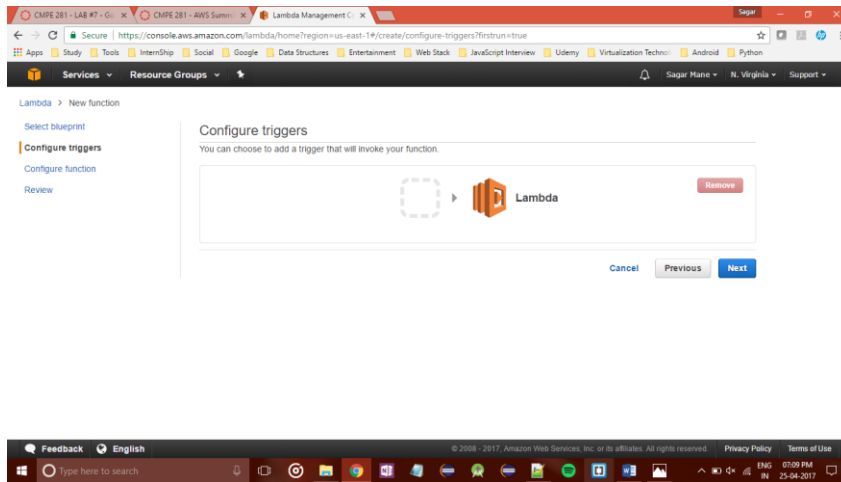 CMPE 281 - LAB #7 - Go
CMPE 281 - AWS Summi
Lambda Management C
Sagar
Secure | https://console.aws.amazon.com/lambda/home?region=us-east-1#/create/configure-triggers?firstrun=true
Apps Study Tools InternShip Social Google Data Structures Entertainment Web Stack JavaScript Interview Udemy Virtualization Technol Android Python
Services Resource Groups Sagar Mane N. Virginia Support
Lambda > New function
Select blueprint
Configure triggers
Configure function
Review
Configure triggers
You can choose to add a trigger that will invoke your function.
Lambda
Remove
Cancel Previous Next
Feedback English © 2008 - 2017, Amazon Web Services, Inc. or its affiliates. All rights reserved. Privacy Policy Terms of Use
Type here to search
ENG
IN
07:09 PM
25-04-2017